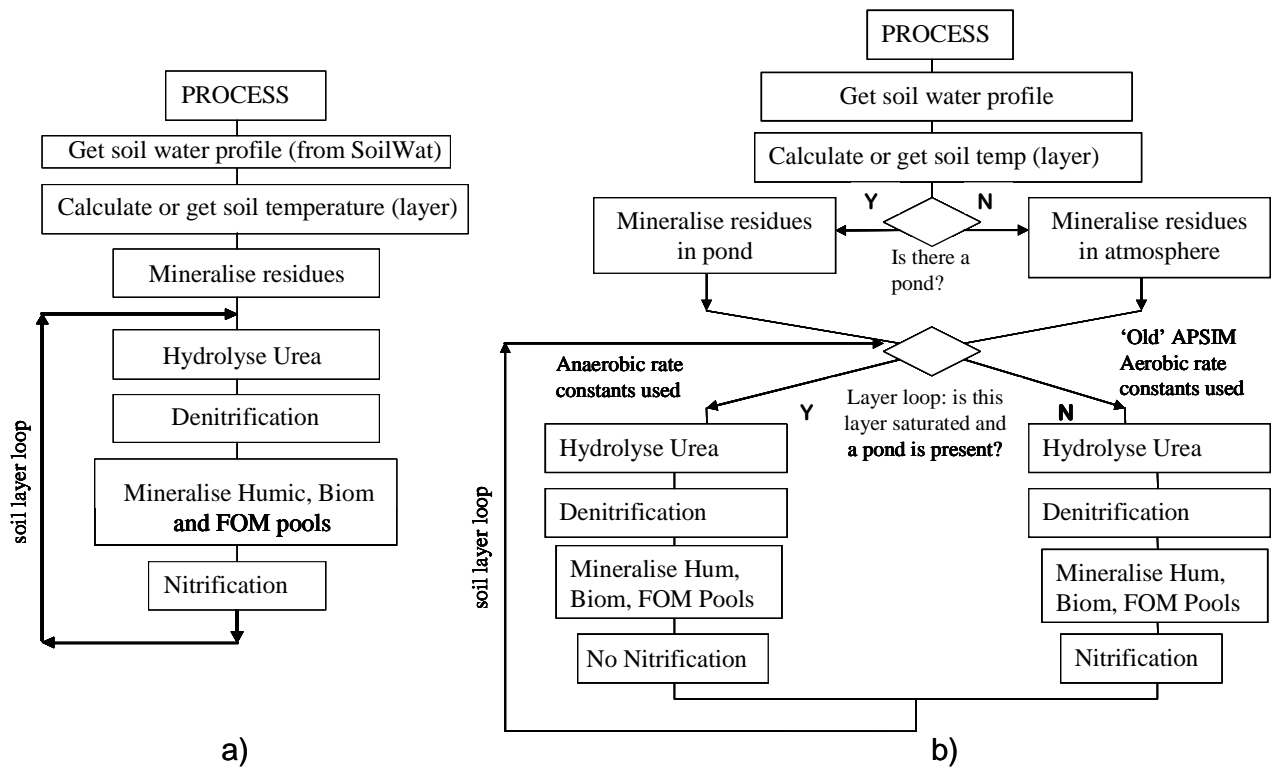 PROCESS
Get soil water profile (from SoilWat)
Calculate or get soil temperature (layer)
Mineralise residues
soil layer loop
Hydrolyse Urea
Denitrification
Mineralise Humic, Biom
and FOM pools
Nitrification
a)
PROCESS
Get soil water profile
Calculate or get soil temp (layer)
Y
N
Mineralise residues
in pond
Is there a
pond?
Mineralise residues
in atmosphere
soil layer loop
Anaerobic rate
constants used
'Old' APSIM
Aerobic rate
constants used
Y
Layer loop: is this
layer saturated and
a pond is present?
N
Hydrolyse Urea
Denitrification
Mineralise Hum,
Biom, FOM Pools
No Nitrification
Hydrolyse Urea
Denitrification
Mineralise Hum,
Biom, FOM Pools
Nitrification
b)